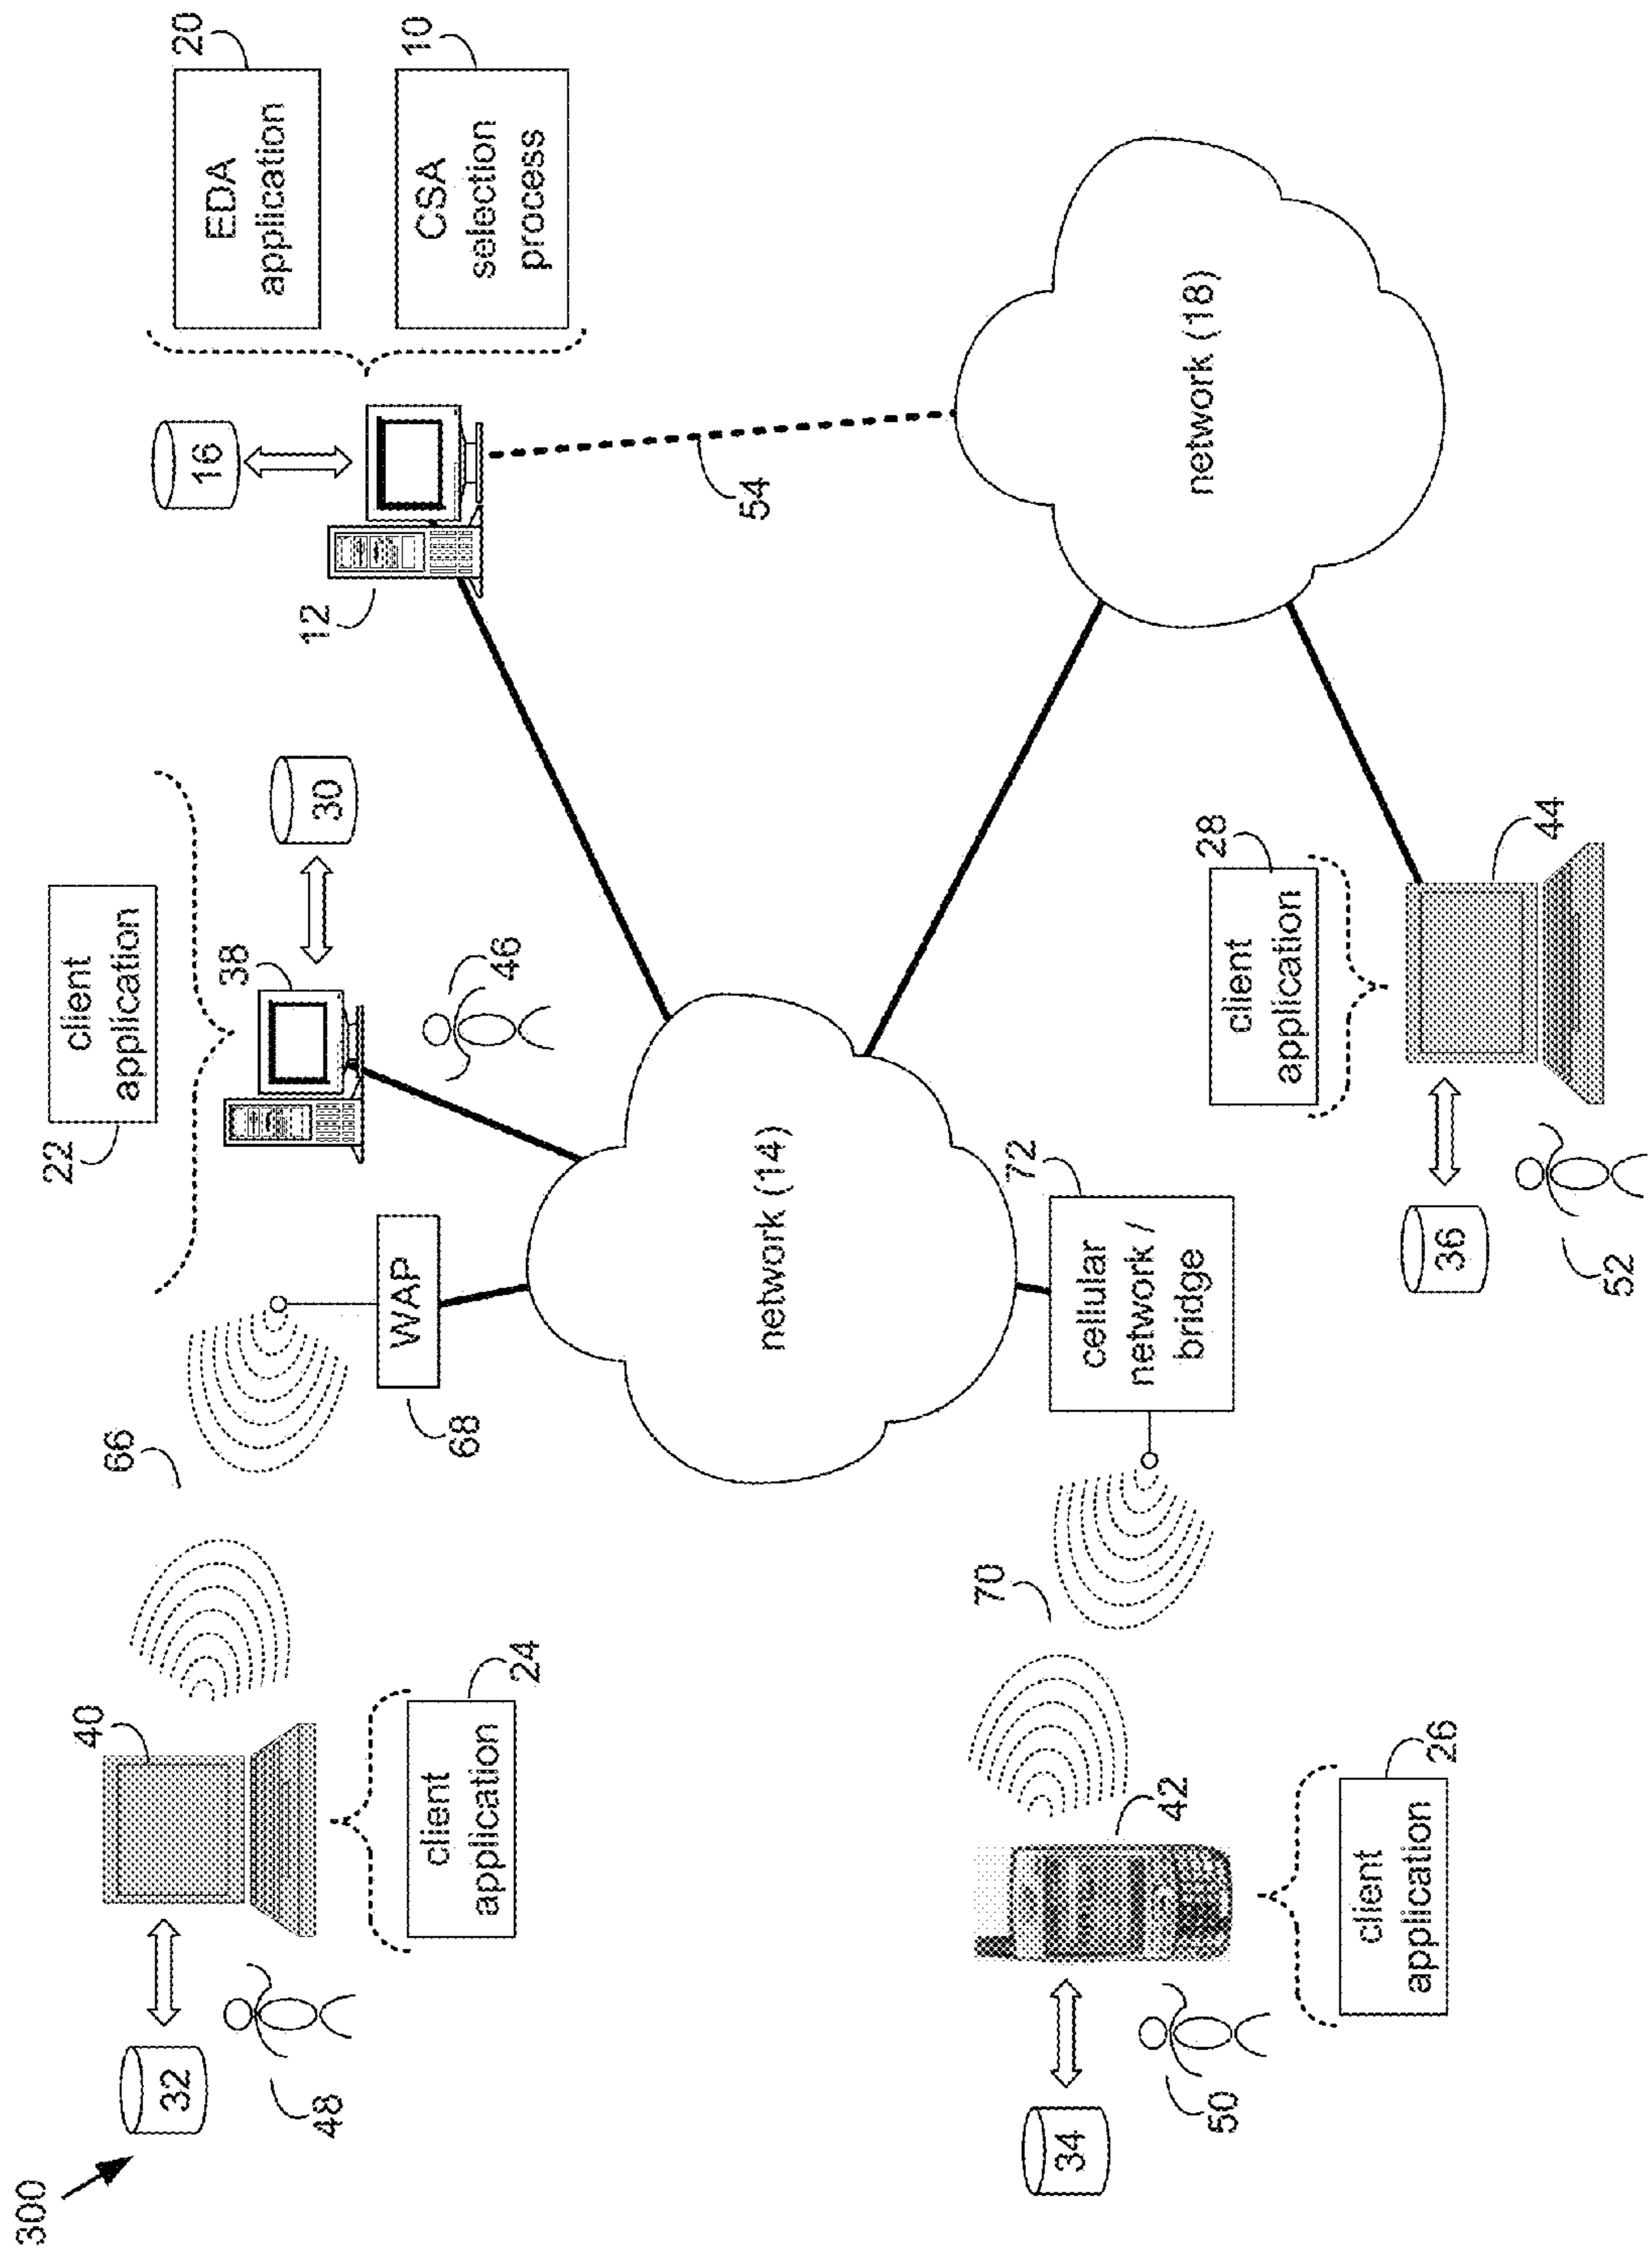 300
22
client
application
40
66
32
20
EDA
application
16
38
30
12
48
10
CSA
selection
process
WAP
68
24
client
application
46
54
network (14)
70
72
cellular
network /
bridge
34
42
50
network (18)
28
client
application
26
client
application
36
44
52